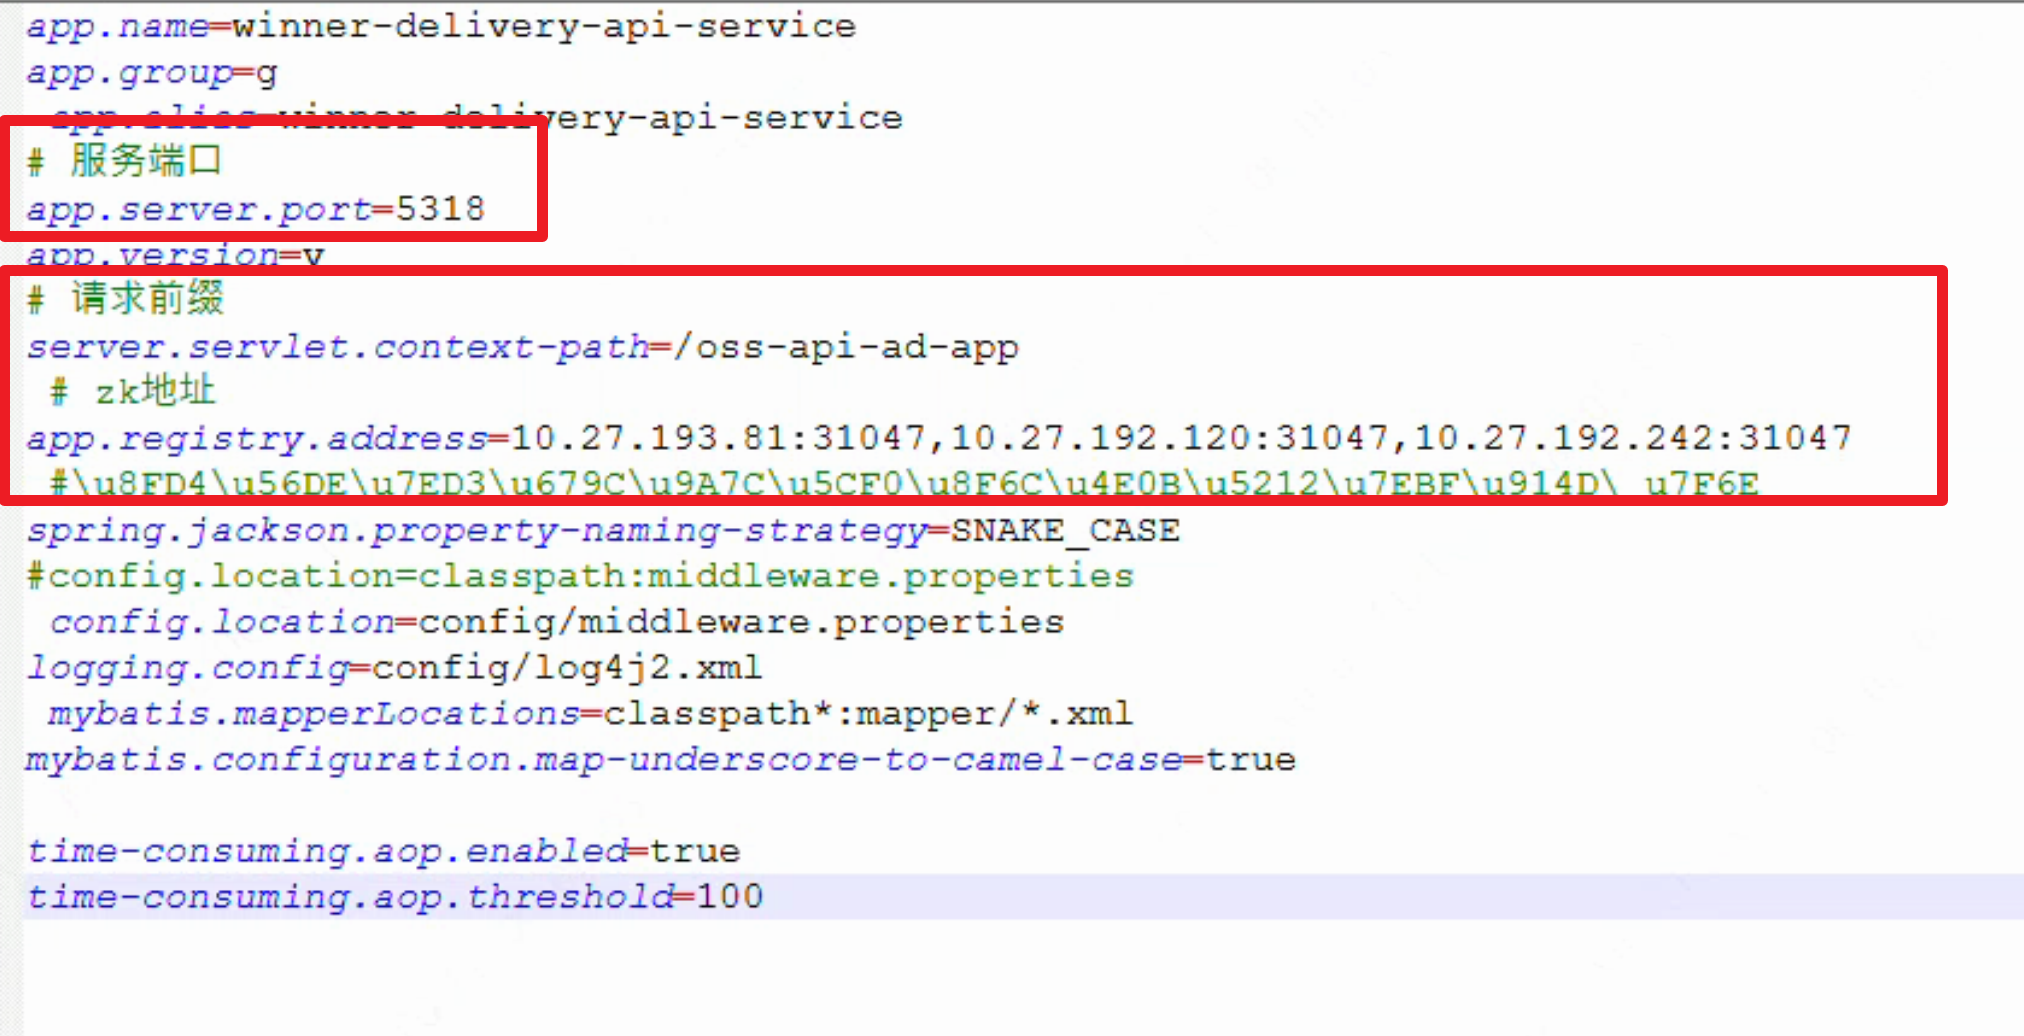 app.name=winner-delivery-api-service
app.group=g
app.alias=winner-delivery-api-service
# 服务端口
app.server.port=5318
app.version=v
# 请求前缀
server.servlet.context-path=/oss-api-ad-app
# zk地址
app.registry.address=10.27.193.81:31047,10.27.192.120:31047,10.27.192.242:31047
#\u8FD4\u56DE\u7ED3\u679C\u9A7C\u5CF0\u8F6C\u4E0B\u5212\u7EBF\u914D\ u7F6E
spring.jackson.property-naming-strategy=SNAKE_CASE
#config.location=classpath:middleware.properties
config.location=config/middleware.properties
logging.config=config/log4j2.xml
mybatis.mapperLocations=classpath*:mapper/*.xml
mybatis.configuration.map-underscore-to-camel-case=true
time-consuming.aop.enabled=true
time-consuming.aop.threshold=100